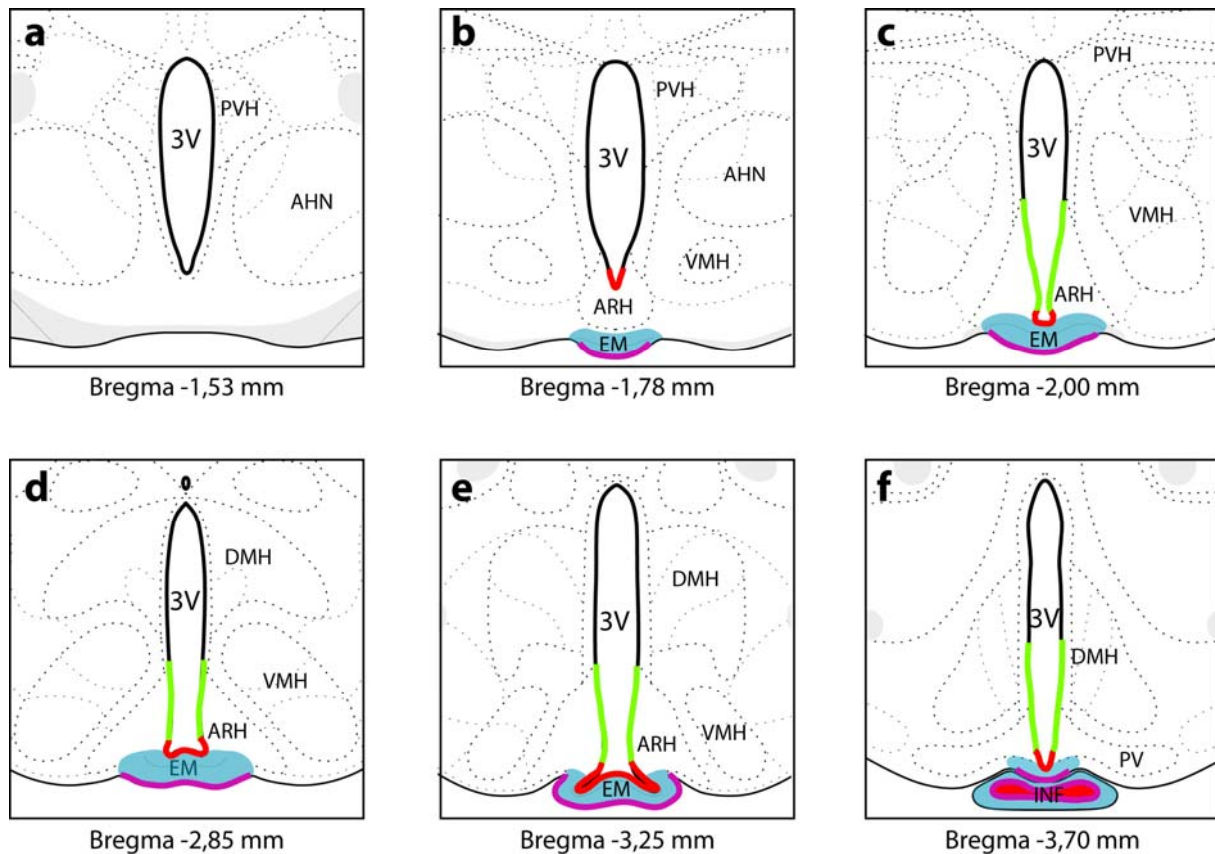 a
PVH
3V
AHN
Bregma -1,53 mm
b
PVH
3V
AHN
VMH
ARH
EM
Bregma -1,78 mm
c
PVH
3V
VMH
ARH
EM
Bregma -2,00 mm
d
DMH
3V
VMH
ARH
EM
Bregma -2,85 mm
e
DMH
3V
VMH
ARH
EM
Bregma -3,25 mm
f
3V
DMH
PV
INF
Bregma -3,70 mm